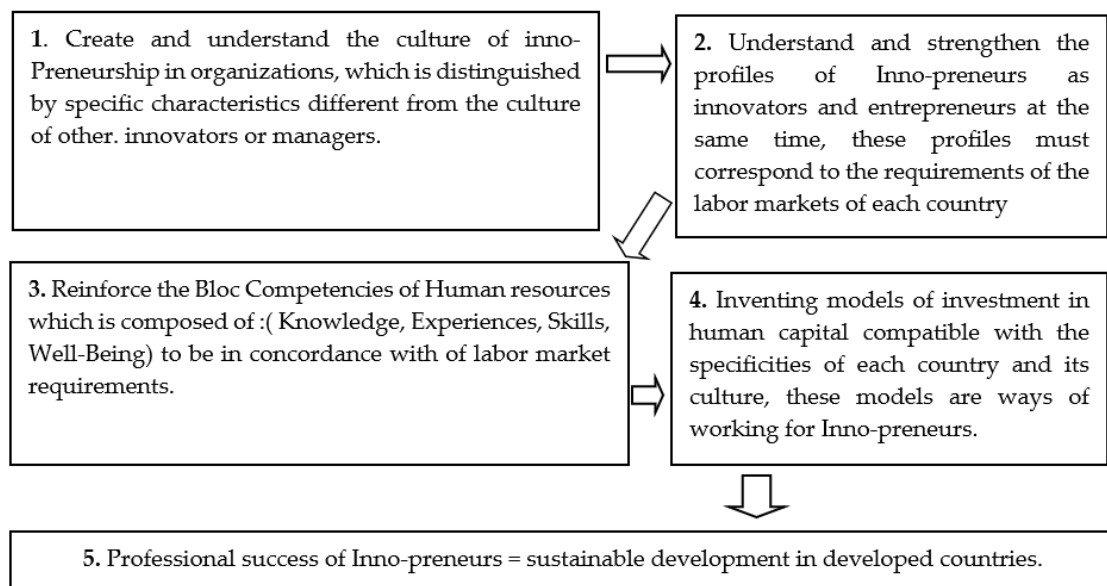 1. Create and understand the culture of inno-
Preneurship in organizations, which is distinguished
by specific characteristics different from the culture
of other. innovators or managers.
2. Understand and strengthen the
profiles of Inno-preneurs as
innovators and entrepreneurs at the
same time, these profiles must
correspond to the requirements of the
labor markets of each country
3. Reinforce the Bloc Competencies of Human resources
which is composed of :( Knowledge, Experiences, Skills,
Well-Being) to be in concordance with of labor market
requirements.
4. Inventing models of investment in
human capital compatible with the
specificities of each country and its
culture, these models are ways of
working for Inno-preneurs.
5. Professional success of Inno-preneurs = sustainable development in developed countries.